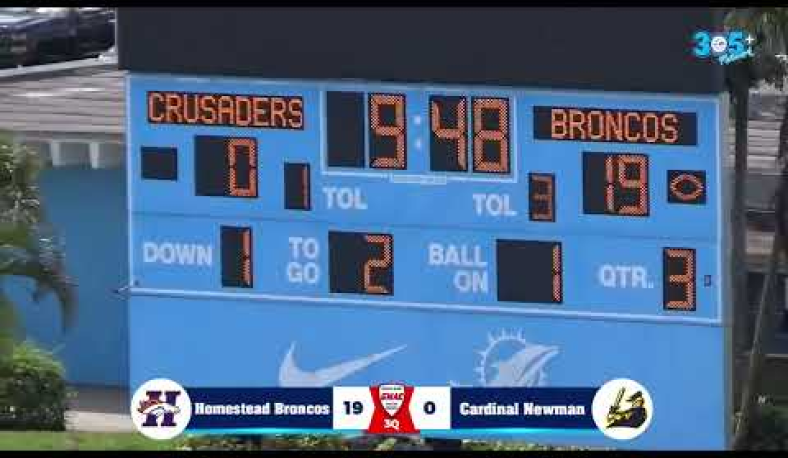 305+
CRUSADERS 9:48 BRONCOS
0 1 TOL TOL 3 19
DOWN 1 TO GO 2 BALL ON 1 QTR. 3
H Homestead Broncos 19 GMAC 0 Cardinal Newman
3Q